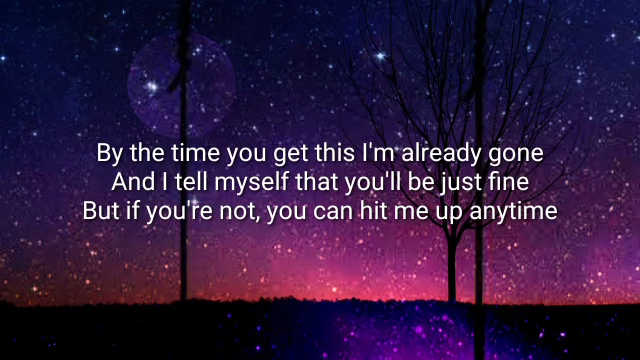 By the time you get this I'm already gone
And I tell myself that you'll be just fine
But if you're not, you can hit me up anytime